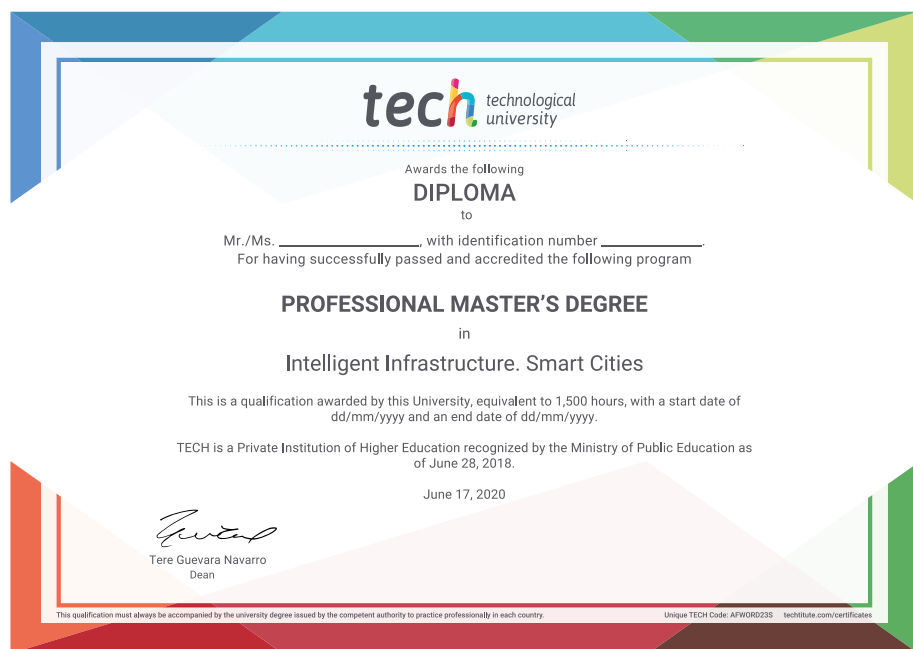 tech technological
university
Awards the following
DIPLOMA
to
Mr./Ms. ____________________, with identification number ______________.
For having successfully passed and accredited the following program
PROFESSIONAL MASTER'S DEGREE
in
Intelligent Infrastructure. Smart Cities
This is a qualification awarded by this University, equivalent to 1,500 hours, with a start date of
dd/mm/yyyy and an end date of dd/mm/yyyy.
TECH is a Private Institution of Higher Education recognized by the Ministry of Public Education as
of June 28, 2018.
June 17, 2020
Tere Guevara Navarro
Dean
This qualification must always be accompanied by the university degree issued by the competent authority to practice professionally in each country. Unique TECH Code: AFWORD23S techtitute.com/certificates